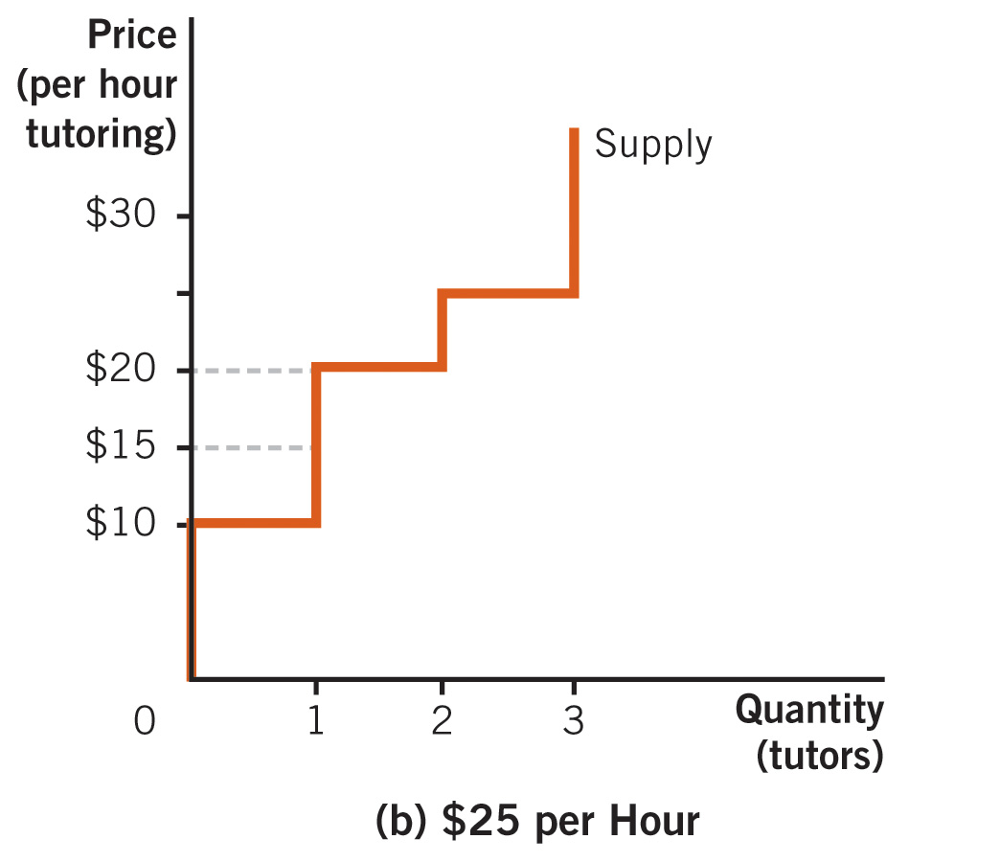 Price
(per hour
tutoring)
Supply
$30
$20
$15
$10
0
1
2
3
Quantity
(tutors)
(b) $25 per Hour